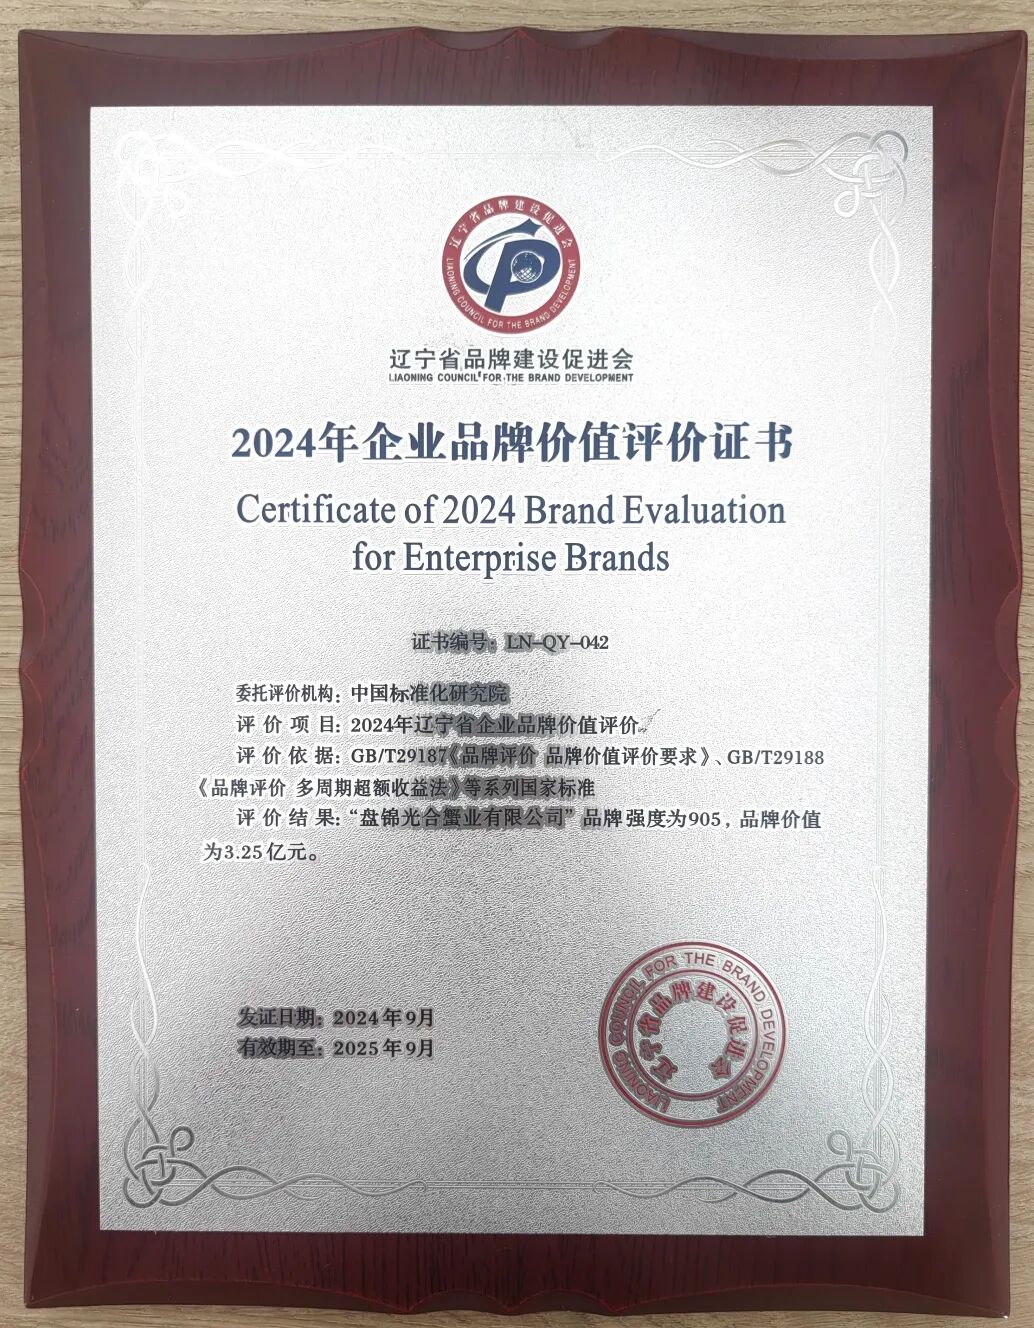 辽宁省品牌建设促进会
LIAONING COUNCIL FOR THE BRAND DEVELOPMENT
辽宁省品牌建设促进会
LIAONING COUNCIL FOR THE BRAND DEVELOPMENT
2024年企业品牌价值评价证书
Certificate of 2024 Brand Evaluation
for Enterprise Brands
证书编号：LN-QY-042
委托评价机构：中国标准化研究院
评价项目：2024年辽宁省企业品牌价值评价。
评价依据：GB/T29187《品牌评价 品牌价值评价要求》、GB/T29188
《品牌评价 多周期超额收益法》等系列国家标准
评价结果：“盘锦光合蟹业有限公司”品牌强度为905，品牌价值
为3.25亿元。
发证日期：2024年9月
有效期至：2025年9月
LIAONING COUNCIL FOR THE BRAND DEVELOPMENT
辽宁省品牌建设促进会